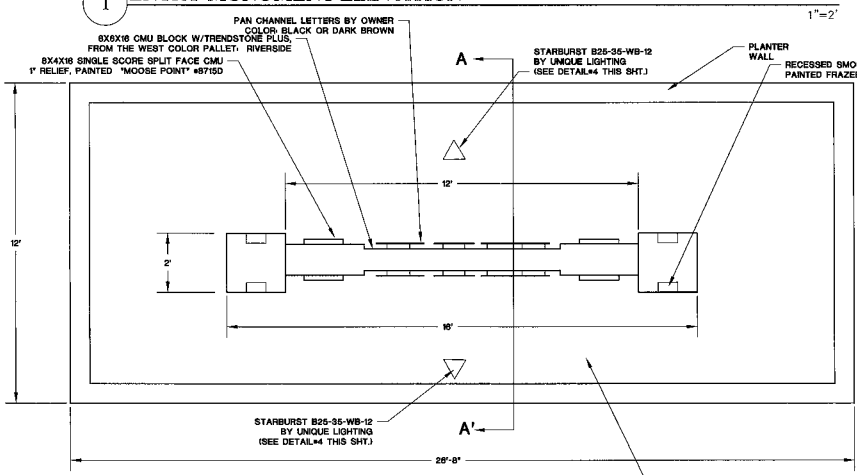 1
1"=2'
PAN CHANNEL LETTERS BY OWNER
COLOR: BLACK OR DARK BROWN
6X8X16 CMU BLOCK W/TRENDSTONE PLUS,
FROM THE WEST COLOR PALLET: RIVERSIDE
8X4X16 SINGLE SCORE SPLIT FACE CMU
1" RELIEF, PAINTED "MOOSE POINT" #8715D
A
STARBURST B25-35-WB-12
BY UNIQUE LIGHTING
(SEE DETAIL#4 THIS SHT.)
PLANTER
WALL
RECESSED SMO
PAINTED FRAZE
12'
12'
2'
16'
STARBURST B25-35-WB-12
BY UNIQUE LIGHTING
(SEE DETAIL#4 THIS SHT.)
A'
26'-8"